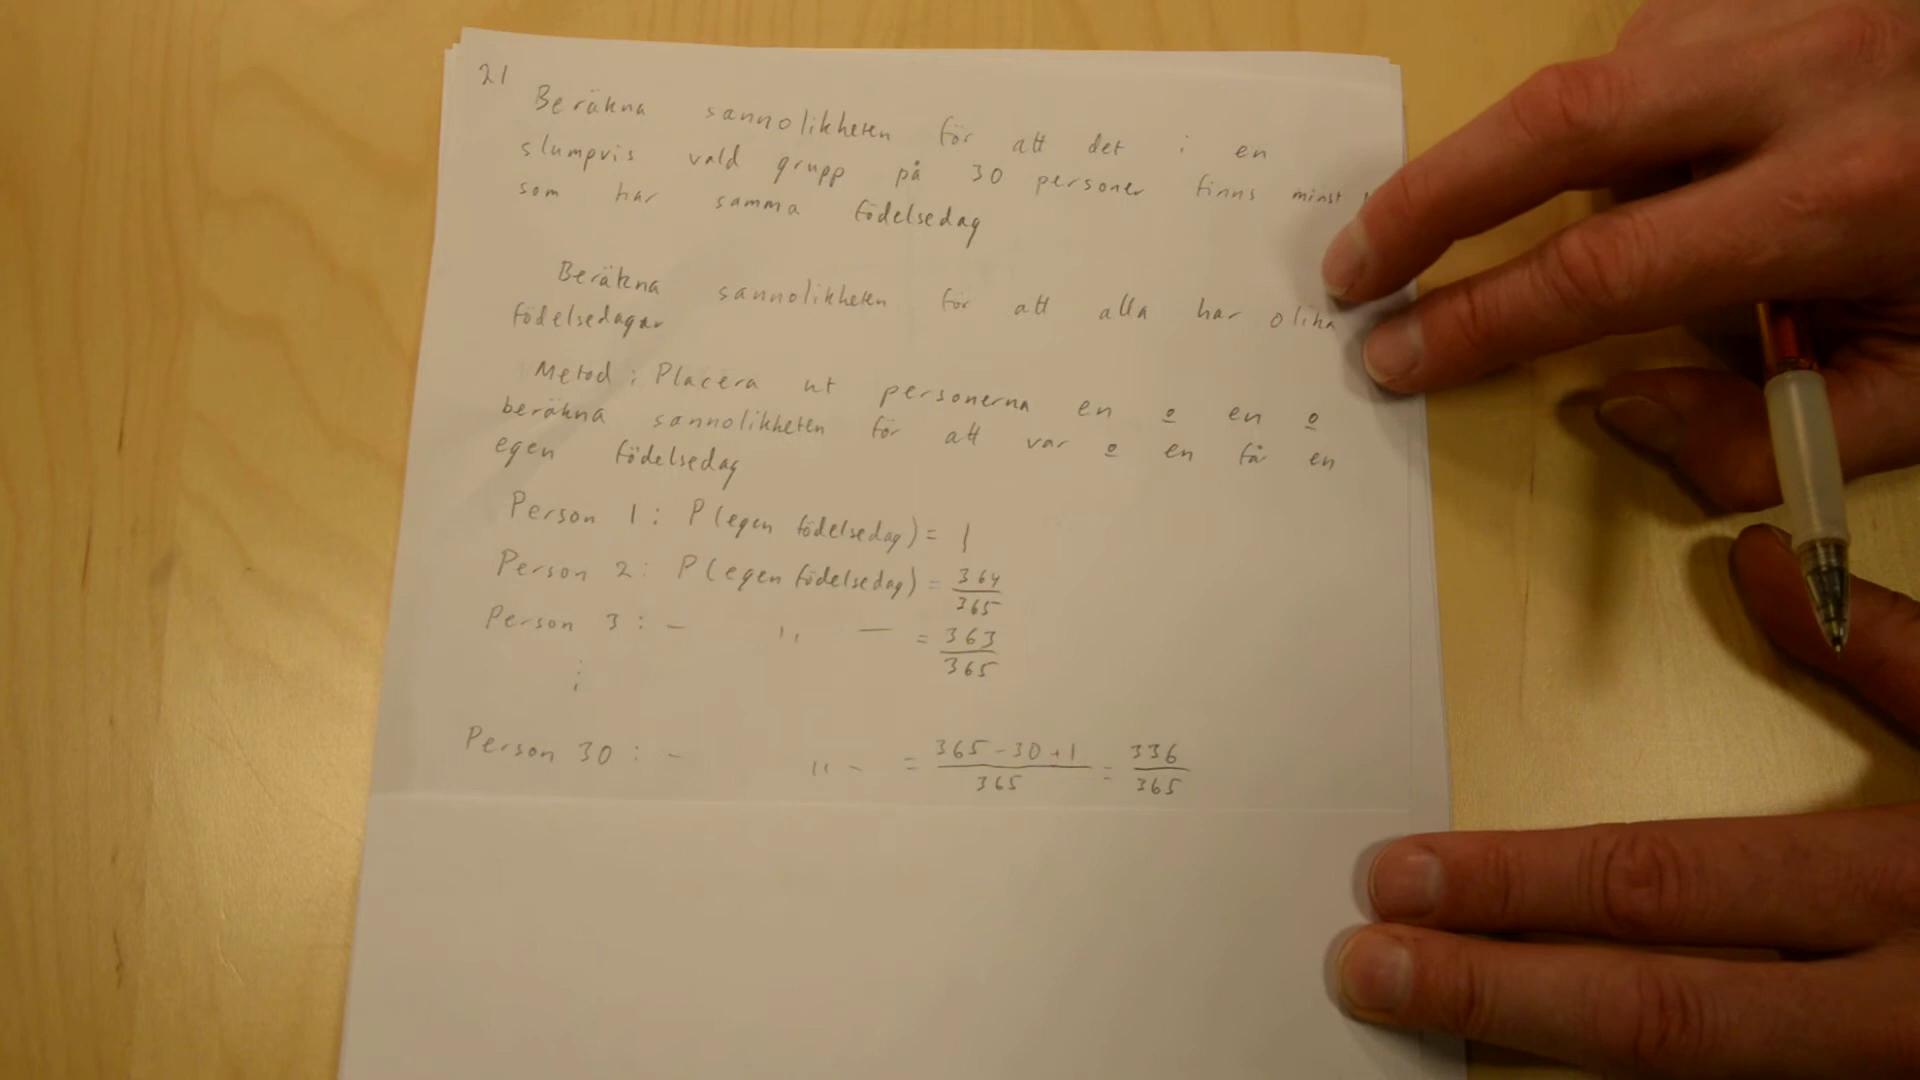 21
Beräkna sannolikheten för att det i en
slumpvis vald grupp på 30 personer finns minst
som har samma födelsedag
Beräkna sannolikheten för att alla har olika
födelsedagar
Metod: Placera ut personerna en o en o
beräkna sannolikheten för att var o en får en
egen födelsedag
Person 1: P(egen födelsedag) = 1
Person 2: P(egen födelsedag) = 364/365
Person 3: - ,, - = 363/365
:
Person 30: - ,, - = 365-30+1/365 = 336/365